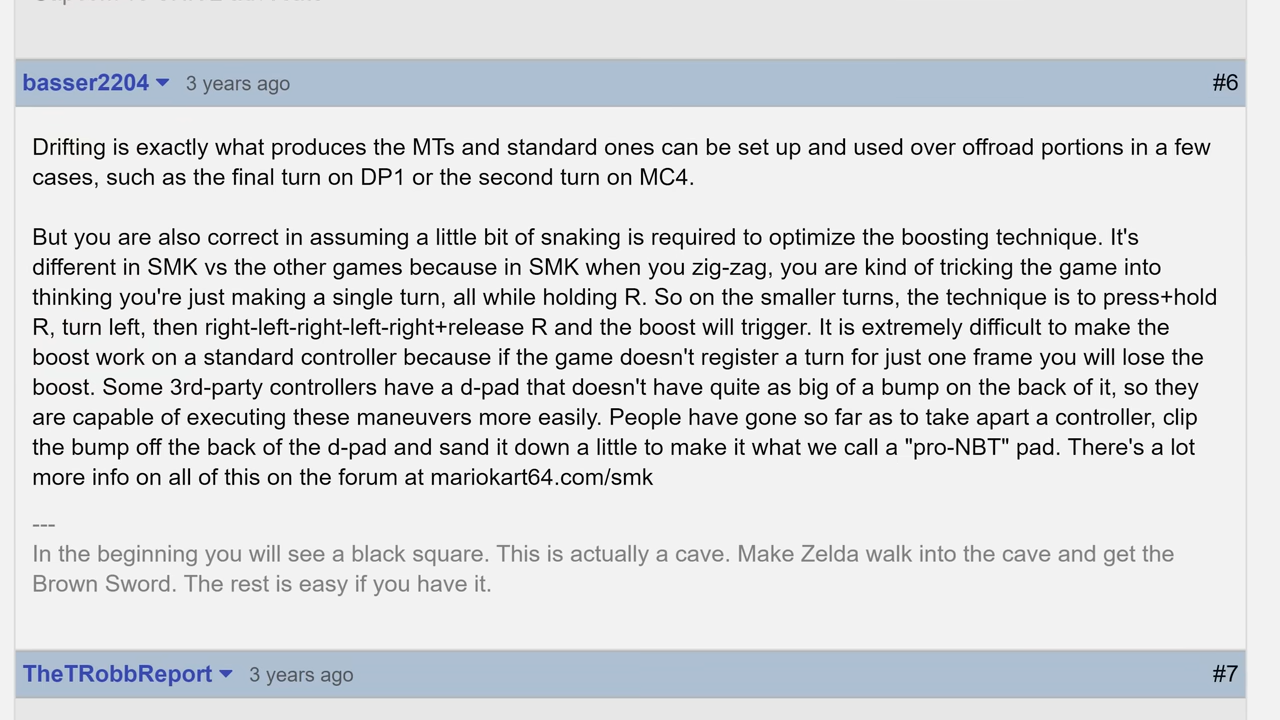 basser2204 3 years ago #6
Drifting is exactly what produces the MTs and standard ones can be set up and used over offroad portions in a few
cases, such as the final turn on DP1 or the second turn on MC4.
But you are also correct in assuming a little bit of snaking is required to optimize the boosting technique. It's
different in SMK vs the other games because in SMK when you zig-zag, you are kind of tricking the game into
thinking you're just making a single turn, all while holding R. So on the smaller turns, the technique is to press+hold
R, turn left, then right-left-right-left-right+release R and the boost will trigger. It is extremely difficult to make the
boost work on a standard controller because if the game doesn't register a turn for just one frame you will lose the
boost. Some 3rd-party controllers have a d-pad that doesn't have quite as big of a bump on the back of it, so they
are capable of executing these maneuvers more easily. People have gone so far as to take apart a controller, clip
the bump off the back of the d-pad and sand it down a little to make it what we call a "pro-NBT" pad. There's a lot
more info on all of this on the forum at mariokart64.com/smk
---
In the beginning you will see a black square. This is actually a cave. Make Zelda walk into the cave and get the
Brown Sword. The rest is easy if you have it.
TheTRobbReport 3 years ago #7